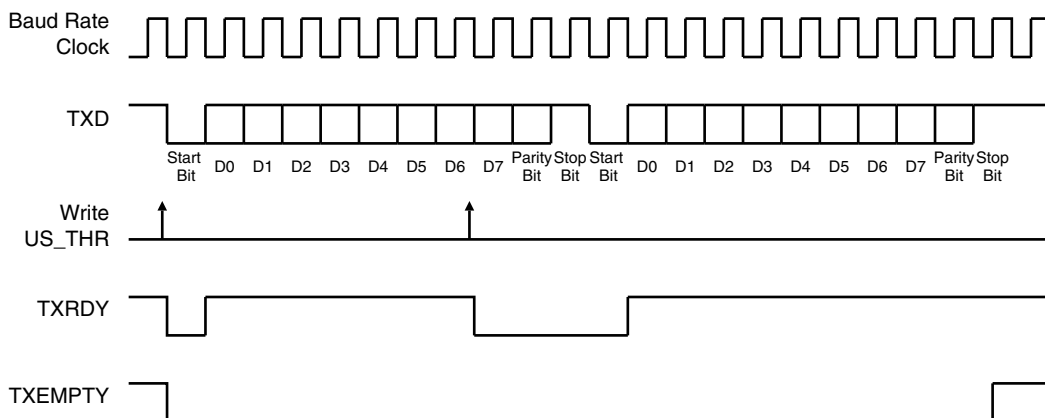 Baud Rate
Clock
TXD
Start
Bit
D0
D1
D2
D3
D4
D5
D6
D7
Parity
Bit
Stop
Bit
Start
Bit
D0
D1
D2
D3
D4
D5
D6
D7
Parity
Bit
Stop
Bit
Write
US_THR
TXRDY
TXEMPTY